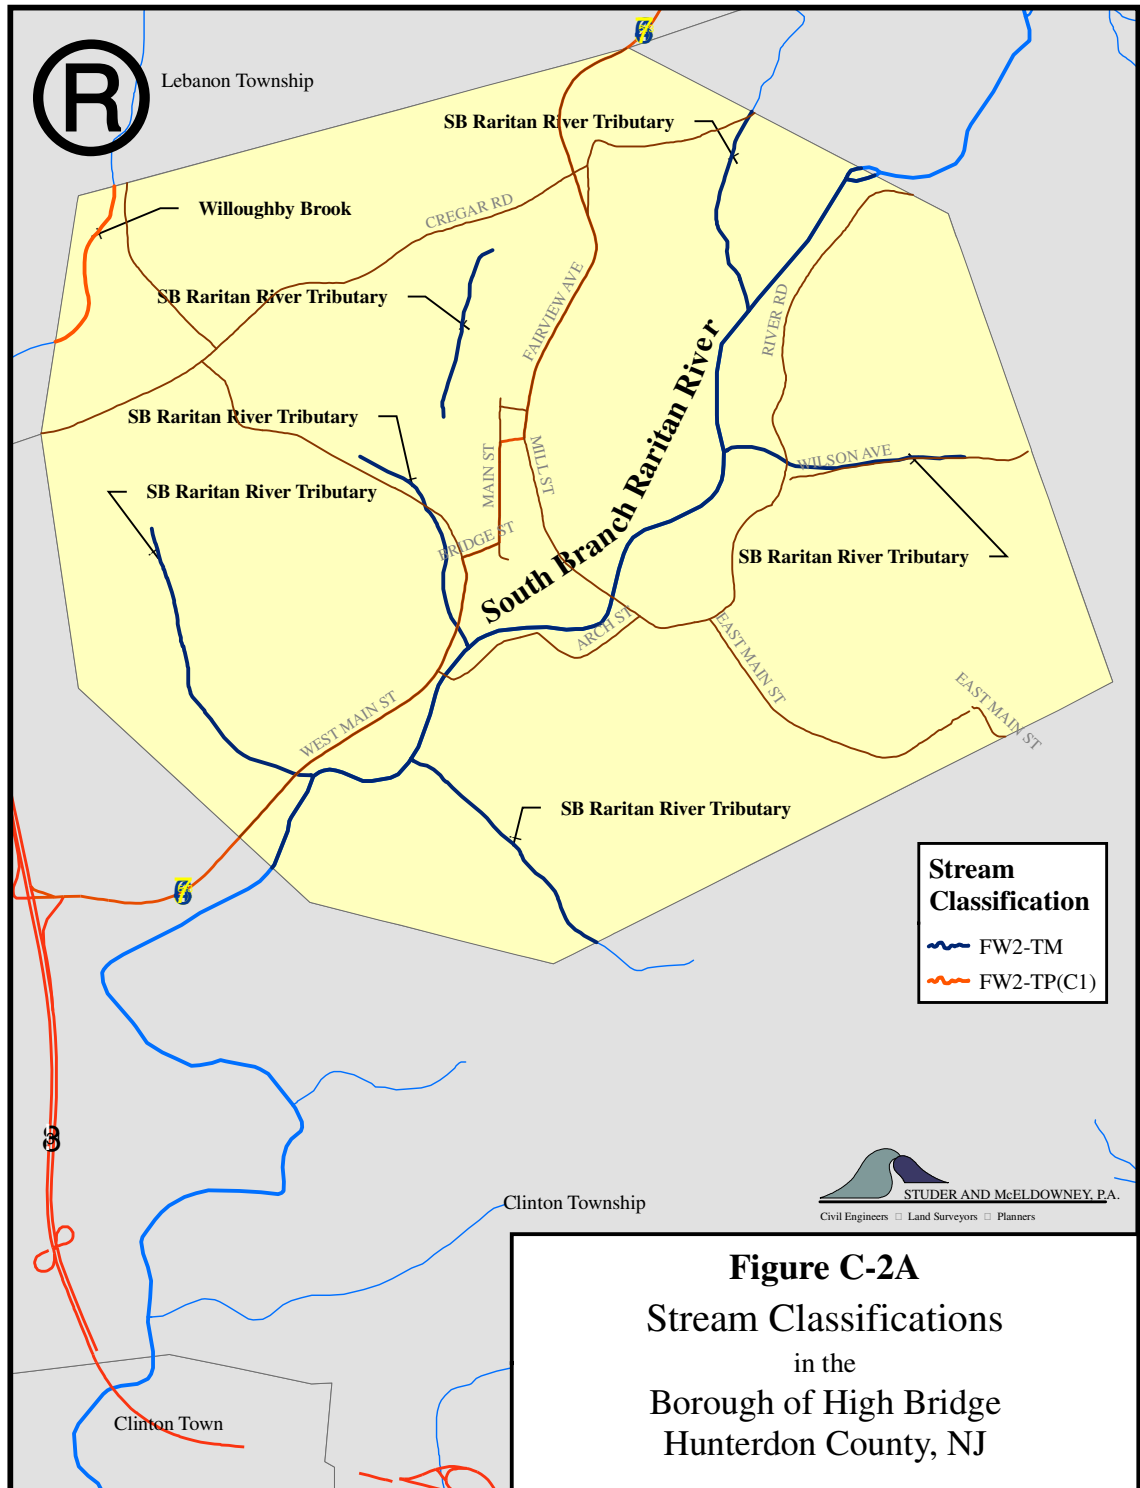 R
Lebanon Township
SB Raritan River Tributary
Willoughby Brook
CREGAR RD
SB Raritan River Tributary
FAIRVIEW AVE
RIVER RD
South Branch Raritan River
SB Raritan River Tributary
MAIN ST
MILL ST
WILSON AVE
SB Raritan River Tributary
BRIDGE ST
SB Raritan River Tributary
ARCH ST
EAST MAIN ST
EAST MAIN ST
WEST MAIN ST
SB Raritan River Tributary
Stream
Classification
FW2-TM
FW2-TP(C1)
STUDER AND McELDOWNEY, P.A.
Civil Engineers □ Land Surveyors □ Planners
Clinton Township
Clinton Town
Figure C-2A
Stream Classifications
in the
Borough of High Bridge
Hunterdon County, NJ